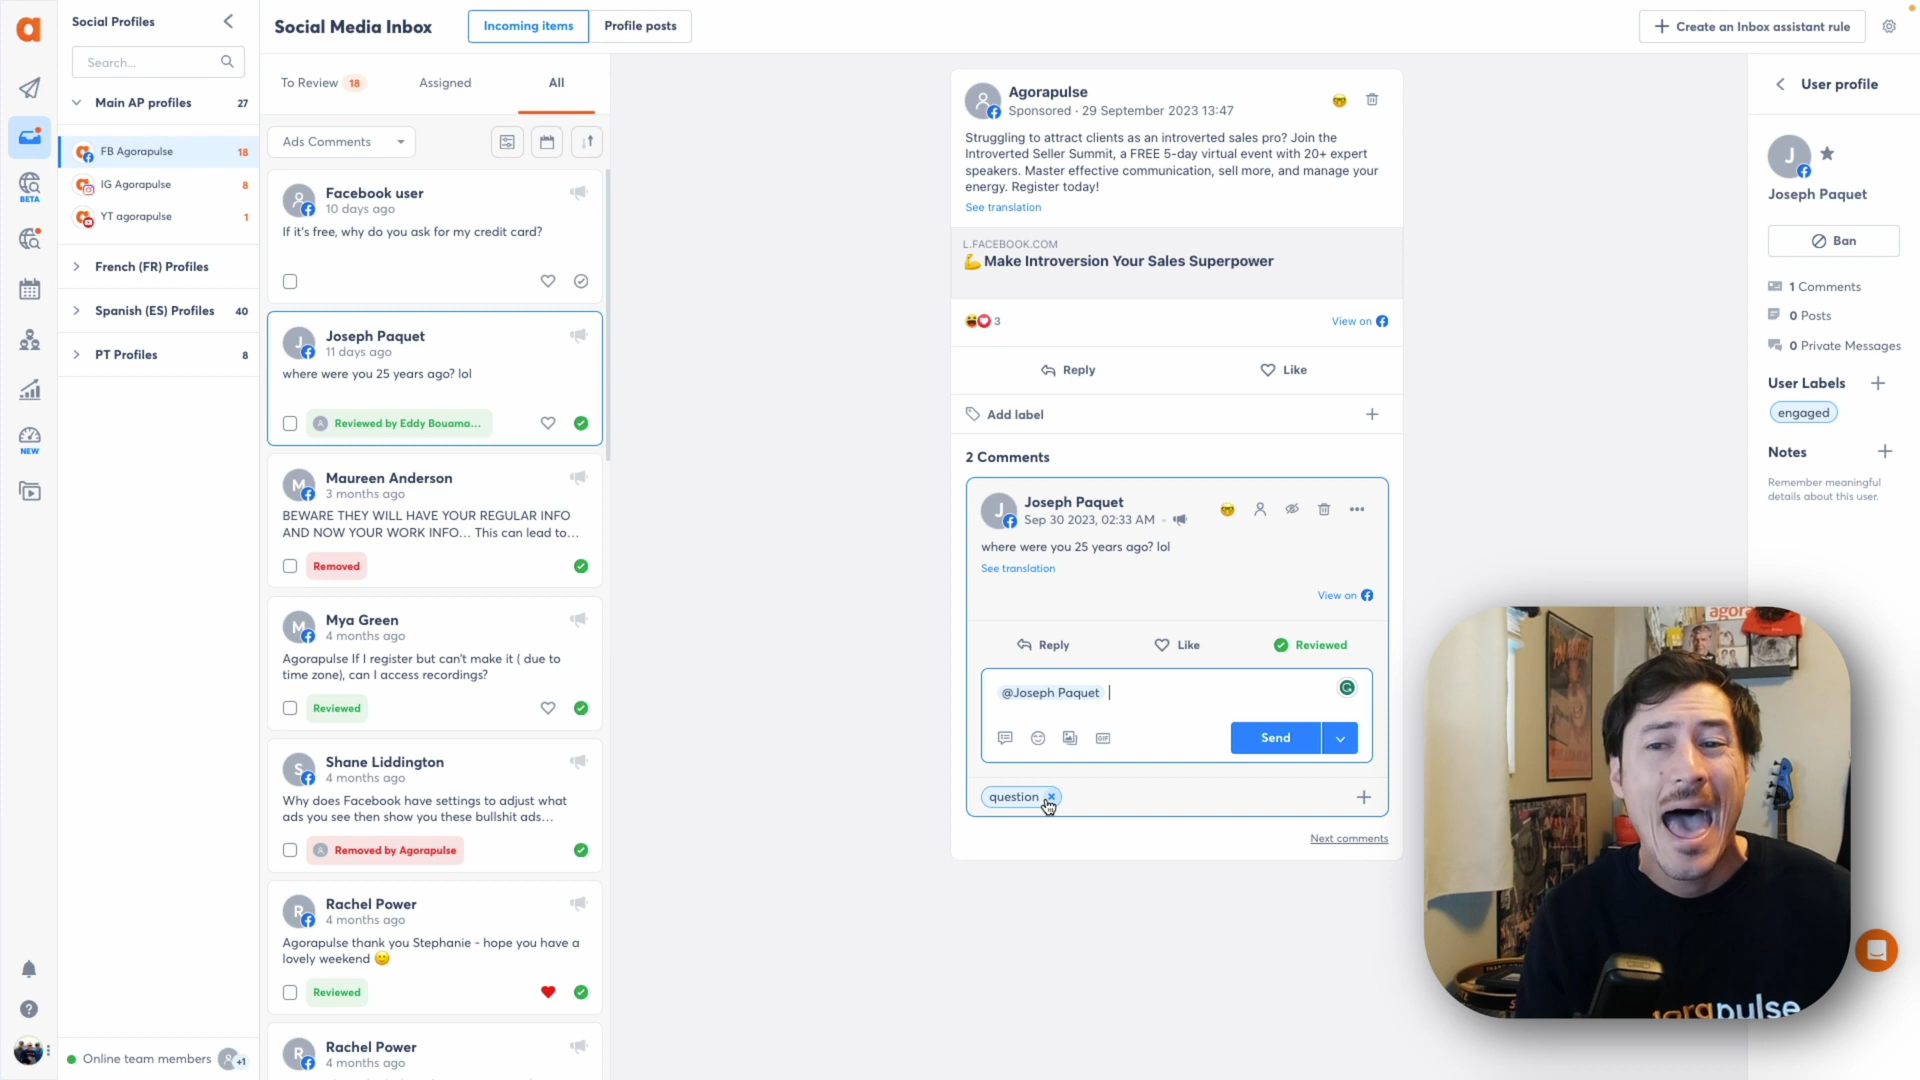 Social Profiles
Search...
Main AP profiles 27
FB Agorapulse 18
IG Agorapulse 8
YT agorapulse 1
French (FR) Profiles
Spanish (ES) Profiles 40
PT Profiles 8
BETA
NEW
Online team members +1
Social Media Inbox
Incoming items
Profile posts
Create an Inbox assistant rule
To Review 18
Assigned
All
Ads Comments
Facebook user
10 days ago
If it's free, why do you ask for my credit card?
Joseph Paquet
11 days ago
where were you 25 years ago? lol
Reviewed by Eddy Bouama...
Maureen Anderson
3 months ago
BEWARE THEY WILL HAVE YOUR REGULAR INFO
AND NOW YOUR WORK INFO... This can lead to...
Removed
Mya Green
4 months ago
Agorapulse If I register but can't make it ( due to
time zone), can I access recordings?
Reviewed
Shane Liddington
4 months ago
Why does Facebook have settings to adjust what
ads you see then show you these bullshit ads...
Removed by Agorapulse
Rachel Power
4 months ago
Agorapulse thank you Stephanie - hope you have a
lovely weekend 🙂
Reviewed
Rachel Power
4 months ago
Agorapulse
Sponsored · 29 September 2023 13:47
Struggling to attract clients as an introverted sales pro? Join the
Introverted Seller Summit, a FREE 5-day virtual event with 20+ expert
speakers. Master effective communication, sell more, and manage your
energy. Register today!
See translation
L.FACEBOOK.COM
💪Make Introversion Your Sales Superpower
3
View on
Reply
Like
Add label
2 Comments
Joseph Paquet
Sep 30 2023, 02:33 AM
where were you 25 years ago? lol
See translation
View on
Reply
Like
Reviewed
@Joseph Paquet
GIF
Send
question
Next comments
User profile
J
Joseph Paquet
Ban
1 Comments
0 Posts
0 Private Messages
User Labels
engaged
Notes
Remember meaningful
details about this user.
agora
agorapulse